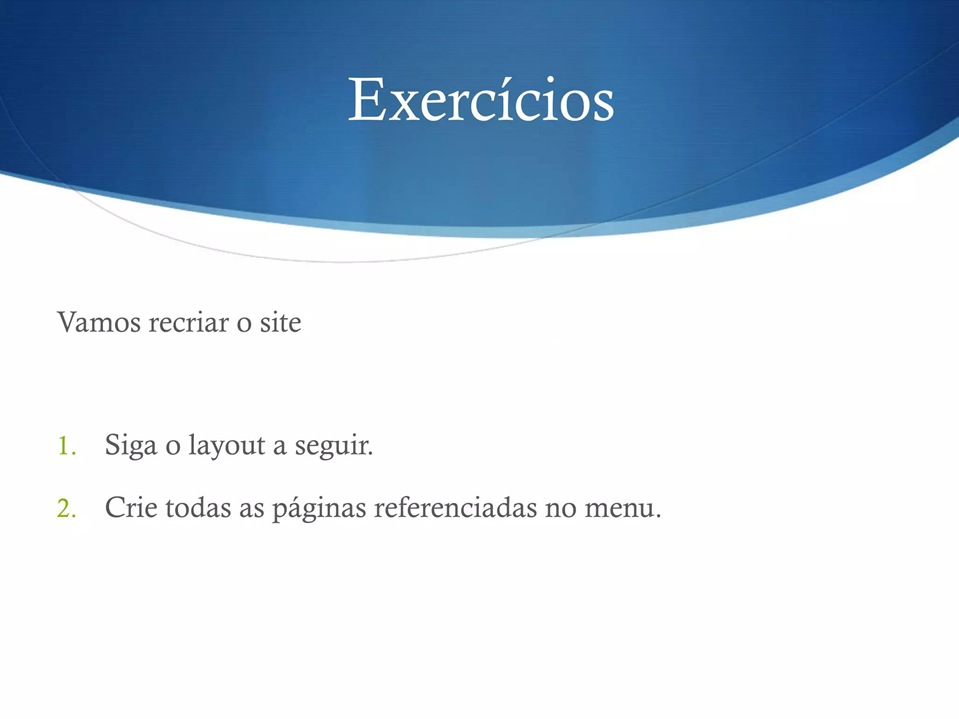 Exercícios
Vamos recriar o site
1. Siga o layout a seguir.
2. Crie todas as páginas referenciadas no menu.